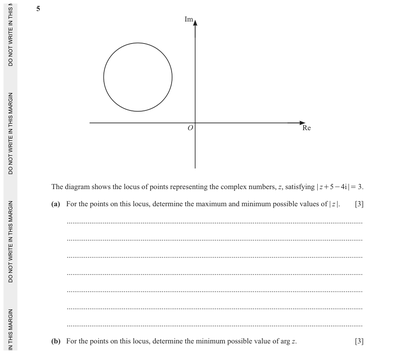 DO NOT WRITE IN THIS M
DO NOT WRITE IN THIS MARGIN
DO NOT WRITE IN THIS MARGIN
IN THIS MARGIN
5
Im
O
Re
The diagram shows the locus of points representing the complex numbers, z, satisfying |z+5−4i|= 3.
(a) For the points on this locus, determine the maximum and minimum possible values of |z|. [3]
(b) For the points on this locus, determine the minimum possible value of arg z. [3]